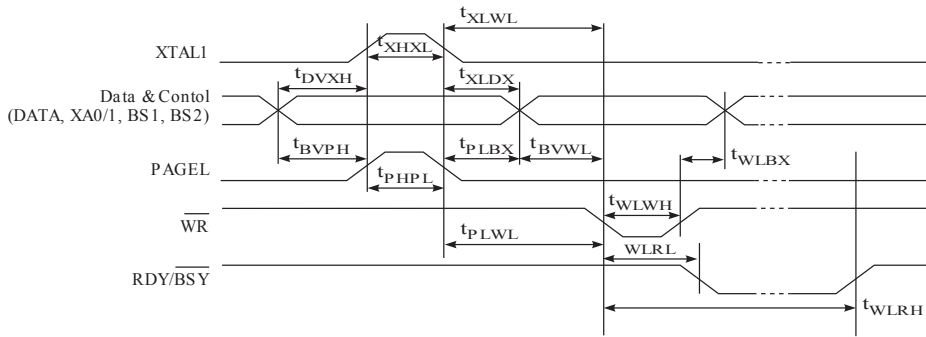 tXLWL
XTAL1
tXHXL
tDVXH
tXLDX
Data & Contol
(DATA, XA0/1, BS1, BS2)
tBVPH
tPLBX
tBVWL
tWLBX
PAGEL
tPHPL
tWLWH
WR
tPLWL
WLRL
RDY/BSY
tWLRH